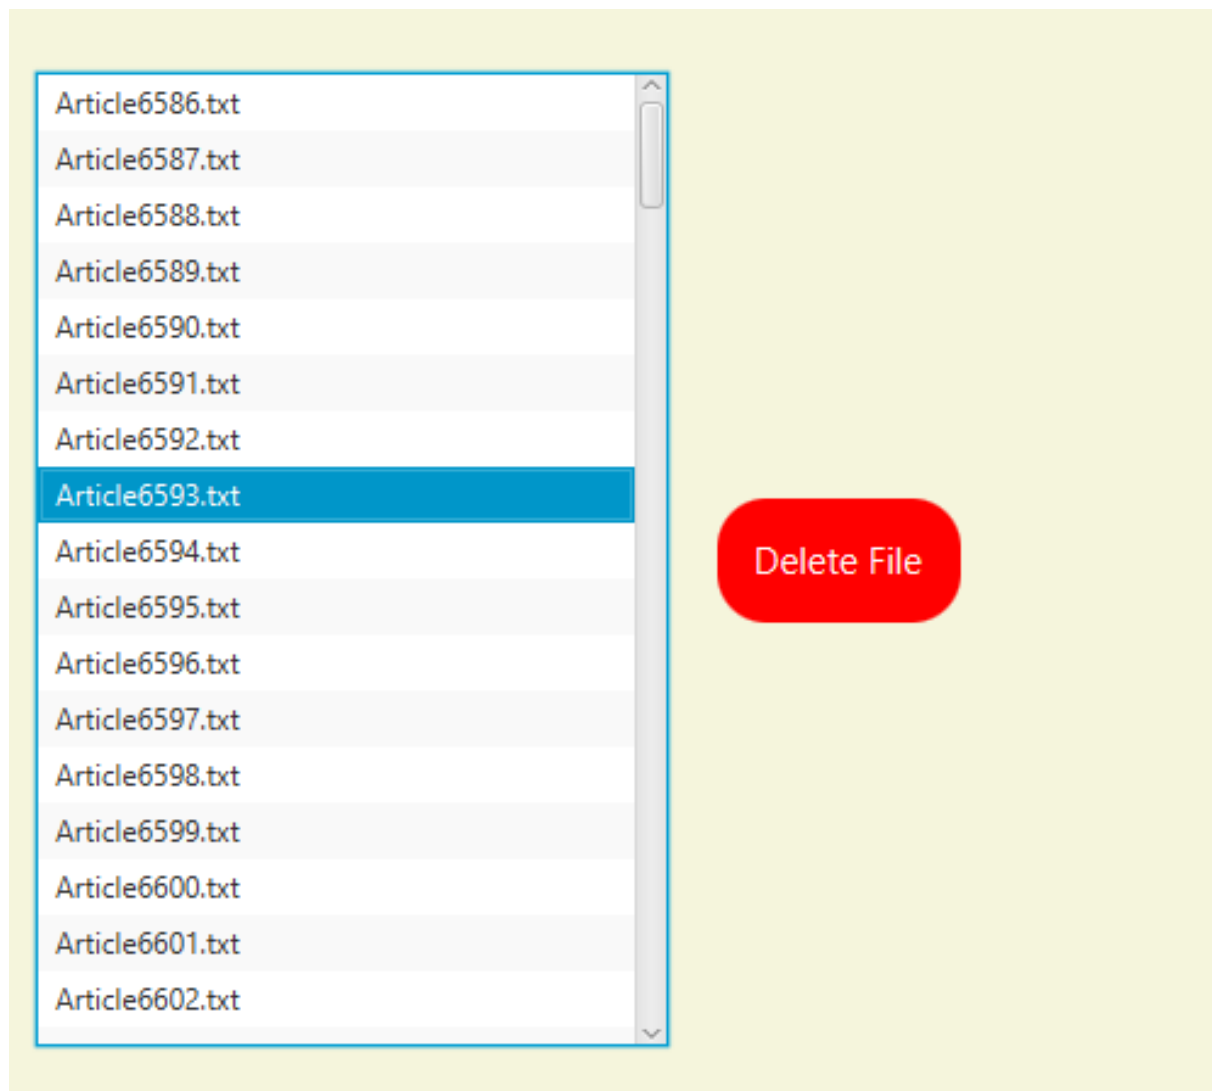 Article6586.txt
Article6587.txt
Article6588.txt
Article6589.txt
Article6590.txt
Article6591.txt
Article6592.txt
Article6593.txt
Article6594.txt
Article6595.txt
Article6596.txt
Article6597.txt
Article6598.txt
Article6599.txt
Article6600.txt
Article6601.txt
Article6602.txt
Delete File